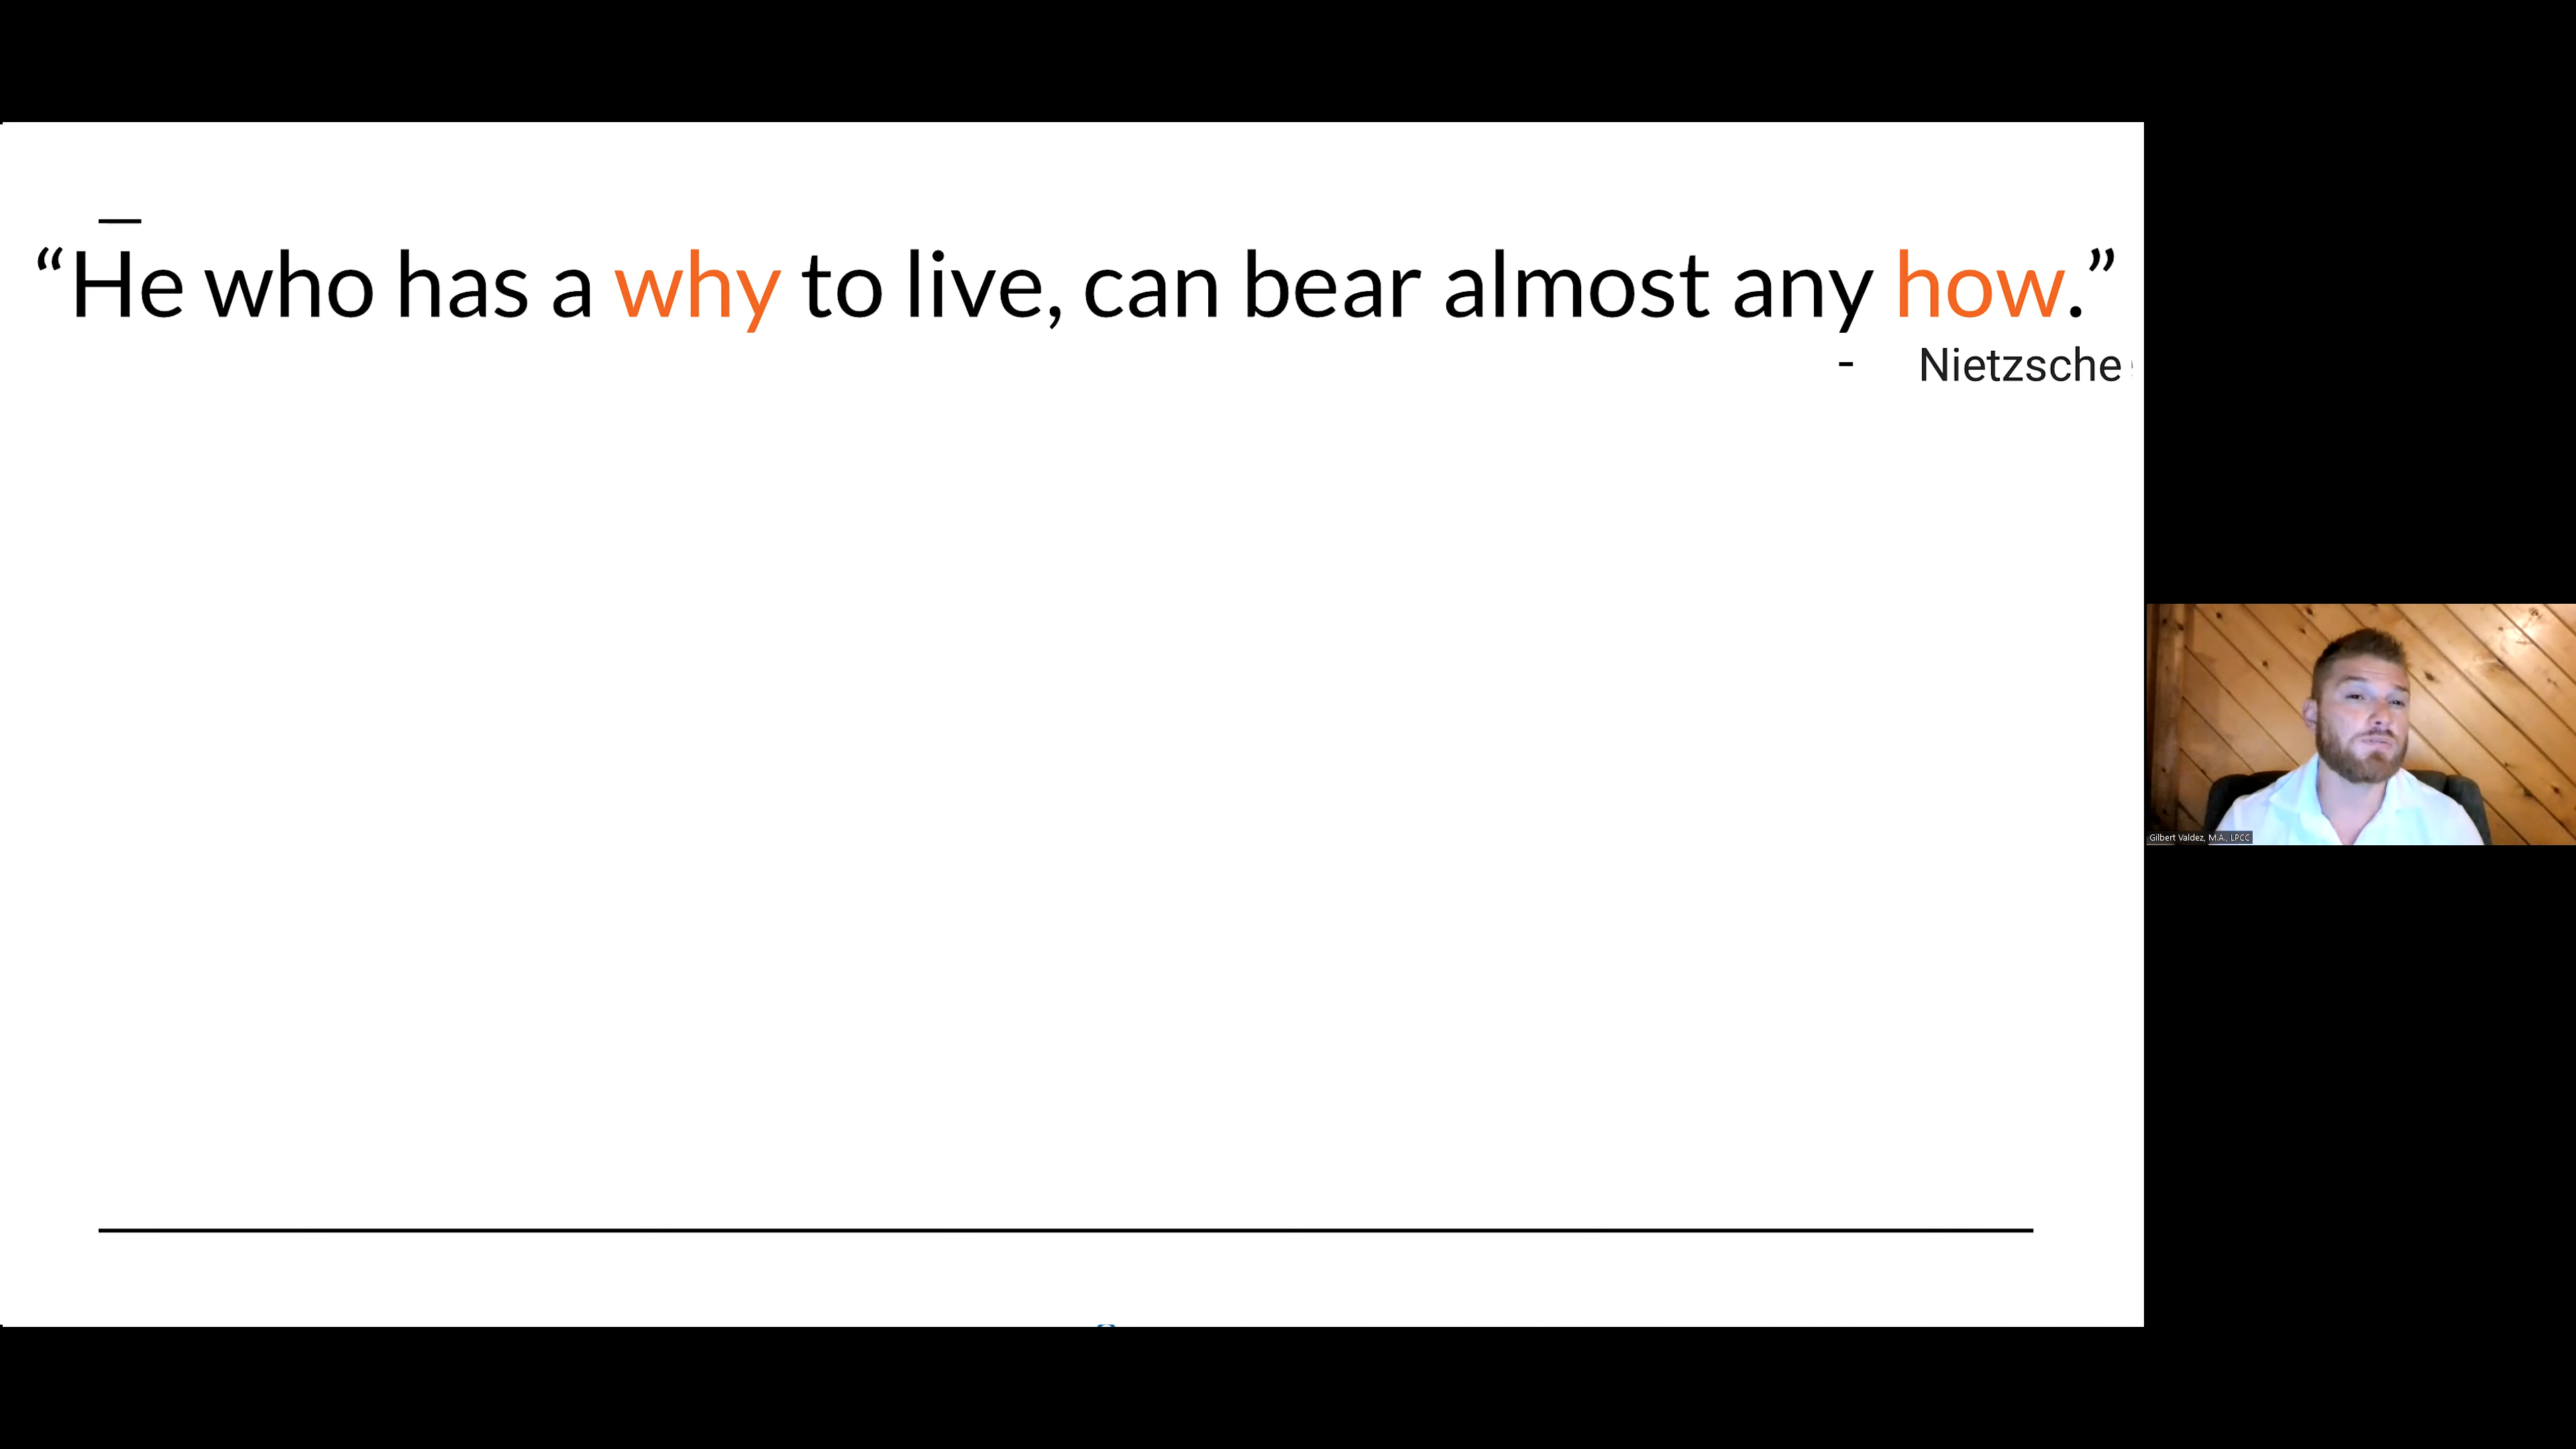 “He who has a why to live, can bear almost any how.”
- Nietzsche
Gilbert Valdez, M.A., LPCC